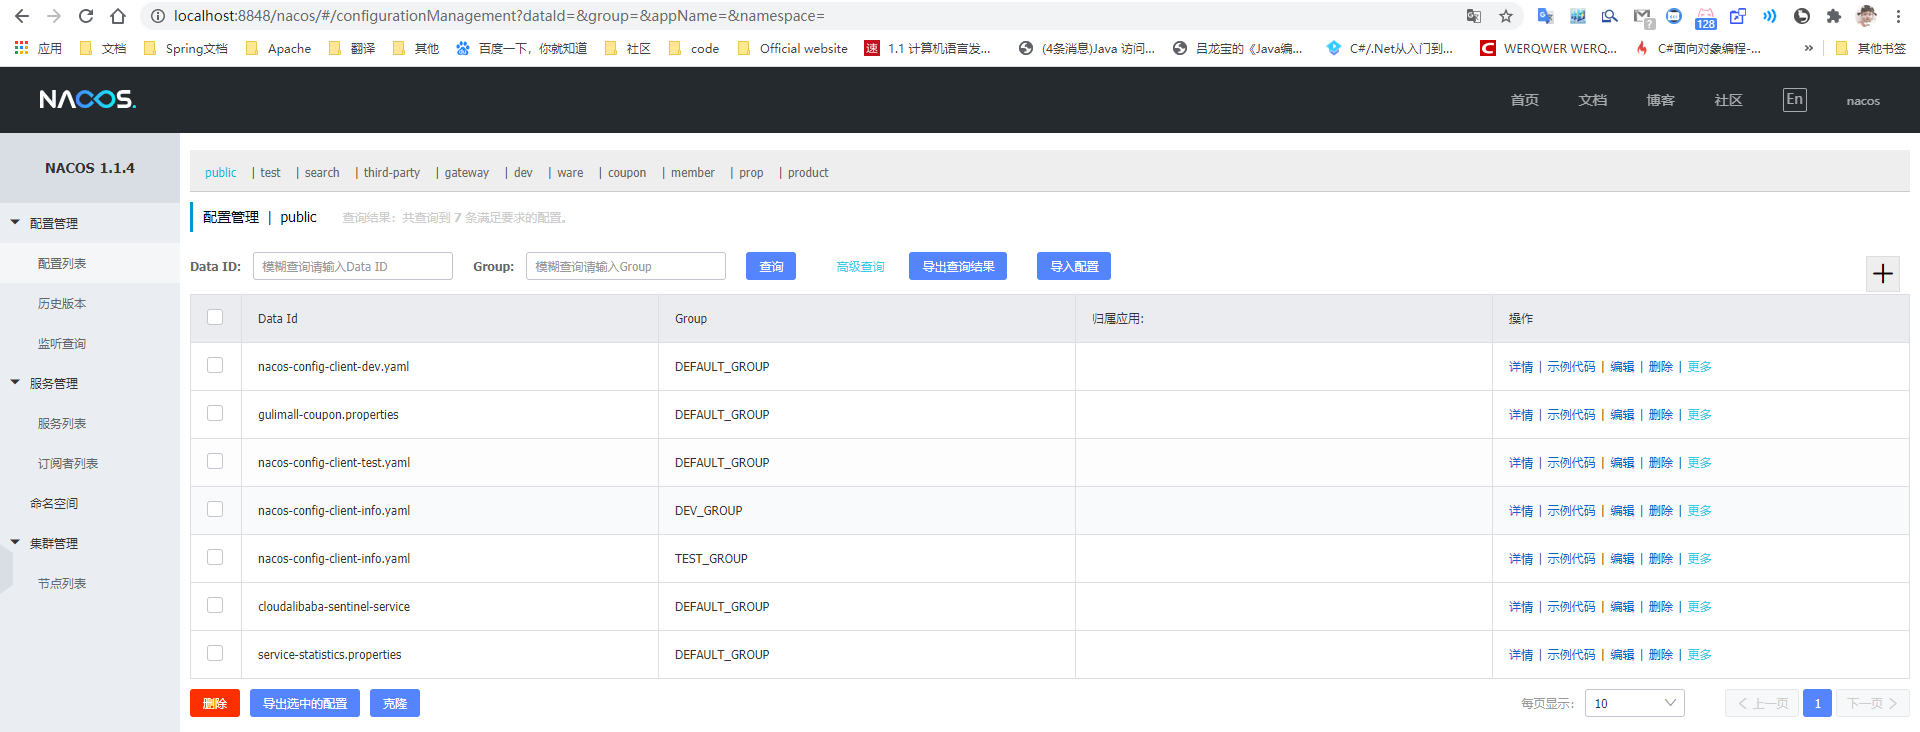 localhost:8848/nacos/#/configurationManagement?dataId=&group=&appName=&namespace=
128
应用 文档 Spring文档 Apache 翻译 其他 百度一下，你就知道 社区 code Official website 速 1.1 计算机语言发... (4条消息)Java 访问... 吕龙宝的《Java编... C#/.Net从入门到... WERQWER WERQ... C#面向对象编程-... » 其他书签
NACOS. 首页 文档 博客 社区 En nacos
NACOS 1.1.4
配置管理
配置列表
历史版本
监听查询
服务管理
服务列表
订阅者列表
命名空间
集群管理
节点列表
public | test | search | third-party | gateway | dev | ware | coupon | member | prop | product
配置管理 | public 查询结果：共查询到 7 条满足要求的配置。
Data ID: 模糊查询请输入Data ID Group: 模糊查询请输入Group 查询 高级查询 导出查询结果 导入配置
Data Id Group 归属应用: 操作
nacos-config-client-dev.yaml DEFAULT_GROUP 详情 | 示例代码 | 编辑 | 删除 | 更多
gulimall-coupon.properties DEFAULT_GROUP 详情 | 示例代码 | 编辑 | 删除 | 更多
nacos-config-client-test.yaml DEFAULT_GROUP 详情 | 示例代码 | 编辑 | 删除 | 更多
nacos-config-client-info.yaml DEV_GROUP 详情 | 示例代码 | 编辑 | 删除 | 更多
nacos-config-client-info.yaml TEST_GROUP 详情 | 示例代码 | 编辑 | 删除 | 更多
cloudalibaba-sentinel-service DEFAULT_GROUP 详情 | 示例代码 | 编辑 | 删除 | 更多
service-statistics.properties DEFAULT_GROUP 详情 | 示例代码 | 编辑 | 删除 | 更多
删除 导出选中的配置 克隆 每页显示: 10 上一页 1 下一页